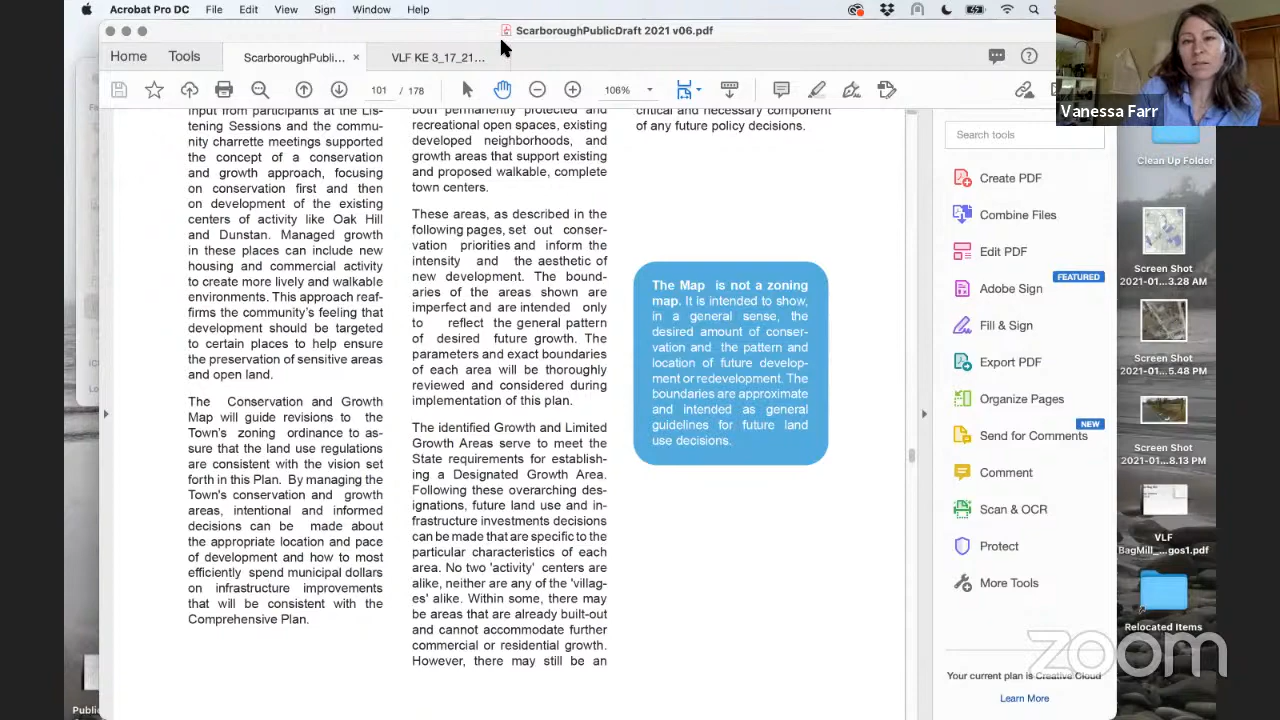 Acrobat Pro DC File Edit View Sign Window Help
ScarboroughPublicDraft 2021 v06.pdf
Home Tools ScarboroughPubli... × VLF KE 3_17_21...
101 / 178 106%
Vanessa Farr
input from participants at the Lis-
tening Sessions and the commu-
nity charrette meetings supported
the concept of a conservation
and growth approach, focusing
on conservation first and then
on development of the existing
centers of activity like Oak Hill
and Dunstan. Managed growth
in these places can include new
housing and commercial activity
to create more lively and walkable
environments. This approach reaf-
firms the community's feeling that
development should be targeted
to certain places to help ensure
the preservation of sensitive areas
and open land.
The Conservation and Growth
Map will guide revisions to the
Town's zoning ordinance to as-
sure that the land use regulations
are consistent with the vision set
forth in this Plan. By managing the
Town's conservation and growth
areas, intentional and informed
decisions can be made about
the appropriate location and pace
of development and how to most
efficiently spend municipal dollars
on infrastructure improvements
that will be consistent with the
Comprehensive Plan.
permanently protected and
recreational open spaces, existing
developed neighborhoods, and
growth areas that support existing
and proposed walkable, complete
town centers.
These areas, as described in the
following pages, set out conser-
vation priorities and inform the
intensity and the aesthetic of
new development. The bound-
aries of the areas shown are
imperfect and are intended only
to reflect the general pattern
of desired future growth. The
parameters and exact boundaries
of each area will be thoroughly
reviewed and considered during
implementation of this plan.
The identified Growth and Limited
Growth Areas serve to meet the
State requirements for establish-
ing a Designated Growth Area.
Following these overarching des-
ignations, future land use and in-
frastructure investments decisions
can be made that are specific to the
particular characteristics of each
area. No two 'activity' centers are
alike, neither are any of the 'villag-
es' alike. Within some, there may
be areas that are already built-out
and cannot accommodate further
commercial or residential growth.
However, there may still be an
critical and necessary component
of any future policy decisions.
The Map is not a zoning
map. It is intended to show,
in a general sense, the
desired amount of conser-
vation and the pattern and
location of future develop-
ment or redevelopment. The
boundaries are approximate
and intended as general
guidelines for future land
use decisions.
Search tools
Create PDF
Combine Files
Edit PDF
FEATURED
Adobe Sign
Fill & Sign
Export PDF
Organize Pages
NEW
Send for Comments
Comment
Scan & OCR
Protect
More Tools
Your current plan is Creative Cloud
Learn More
Clean Up Folder
Screen Shot
2021-01...3.28 AM
Screen Shot
2021-01...5.48 PM
Screen Shot
2021-01...8.13 PM
VLF
BagMill_...gos1.pdf
Relocated Items
Public
zoom